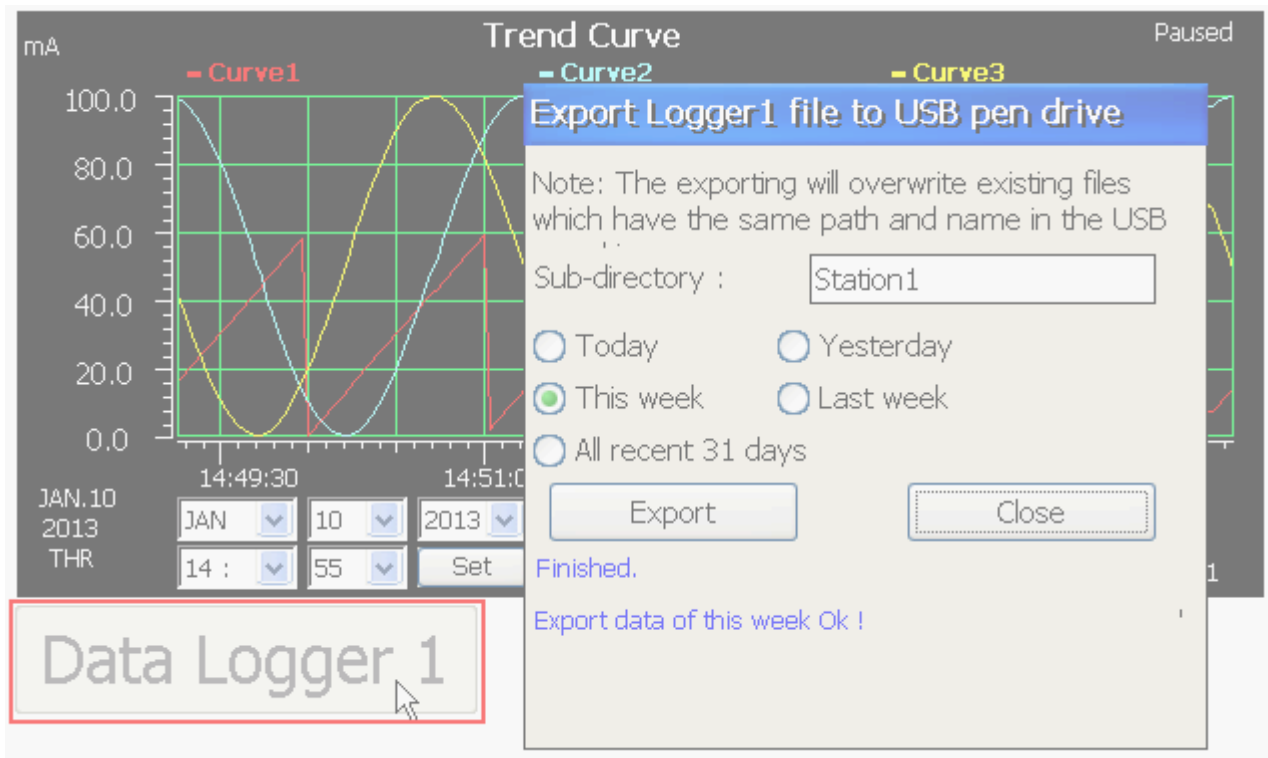 Trend Curve
mA
Paused
Curve1
Curve2
Curve3
100.0
80.0
60.0
40.0
20.0
0.0
14:49:30
JAN.10
2013
THR
JAN
10
2013
14 :
55
Set
Export Logger1 file to USB pen drive
Note: The exporting will overwrite existing files
which have the same path and name in the USB
Sub-directory :
Station1
Today
Yesterday
This week
Last week
All recent 31 days
Export
Close
Finished.
Export data of this week Ok !
Data Logger 1